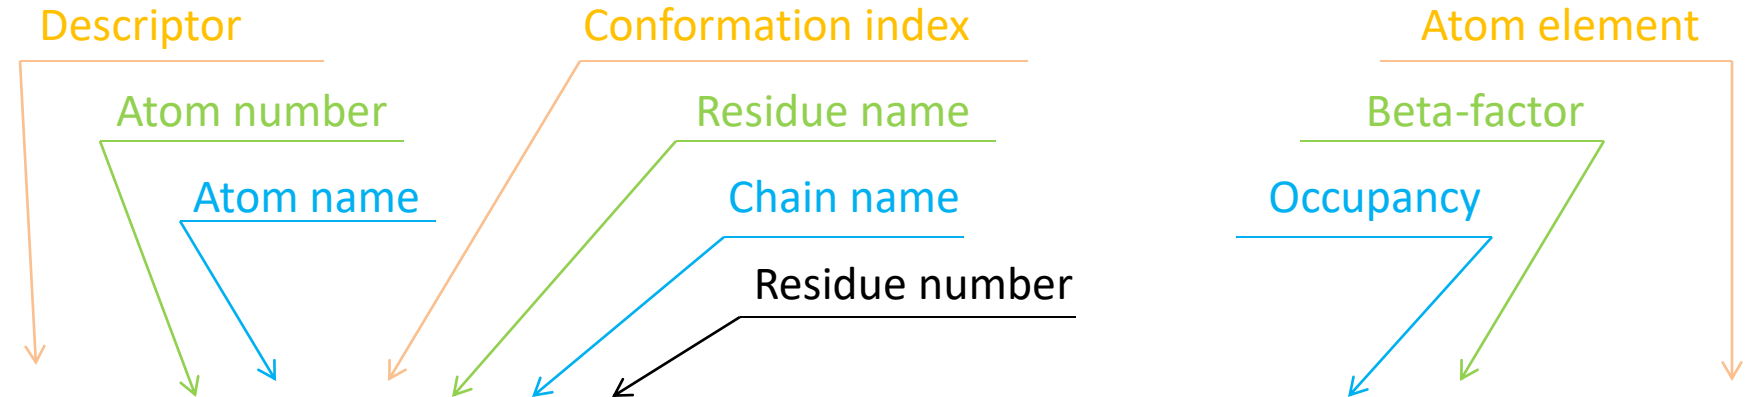 Descriptor
Conformation index
Atom element
Atom number
Residue name
Beta-factor
Atom name
Chain name
Occupancy
Residue number